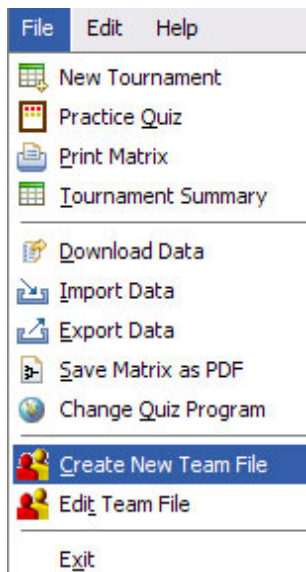 File Edit Help
New Tournament
Practice Quiz
Print Matrix
Tournament Summary
Download Data
Import Data
Export Data
Save Matrix as PDF
Change Quiz Program
Create New Team File
Edit Team File
Exit